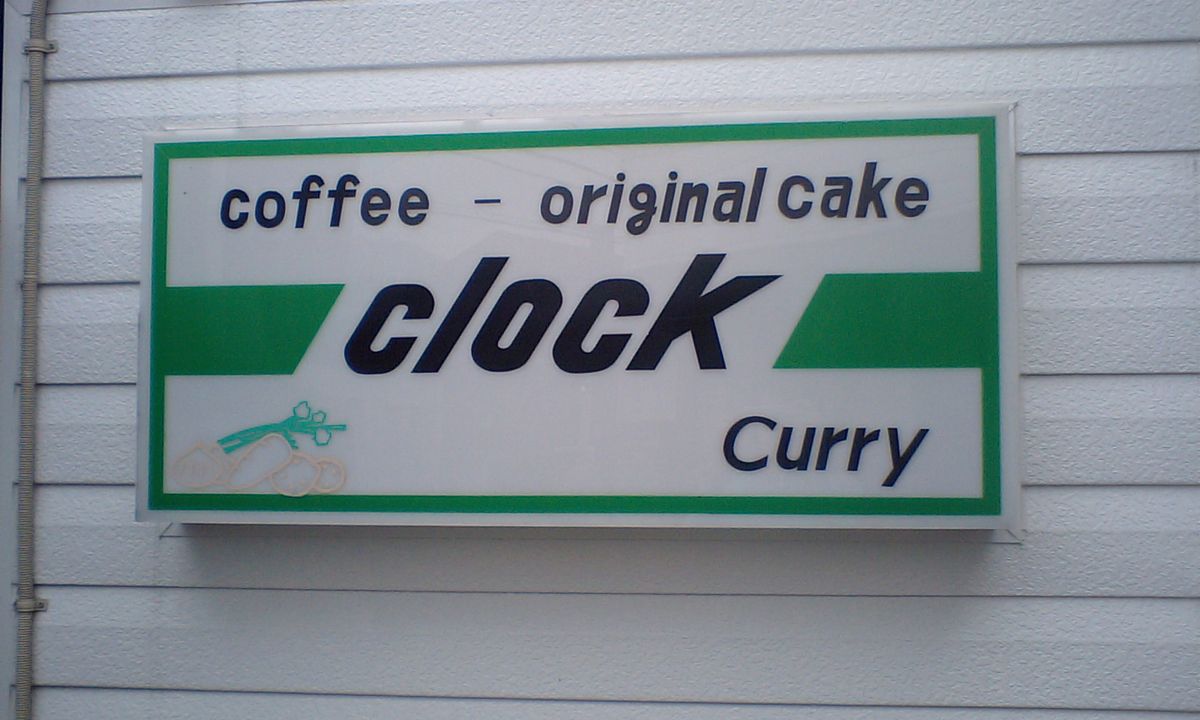 coffee - original cake
clock
Curry